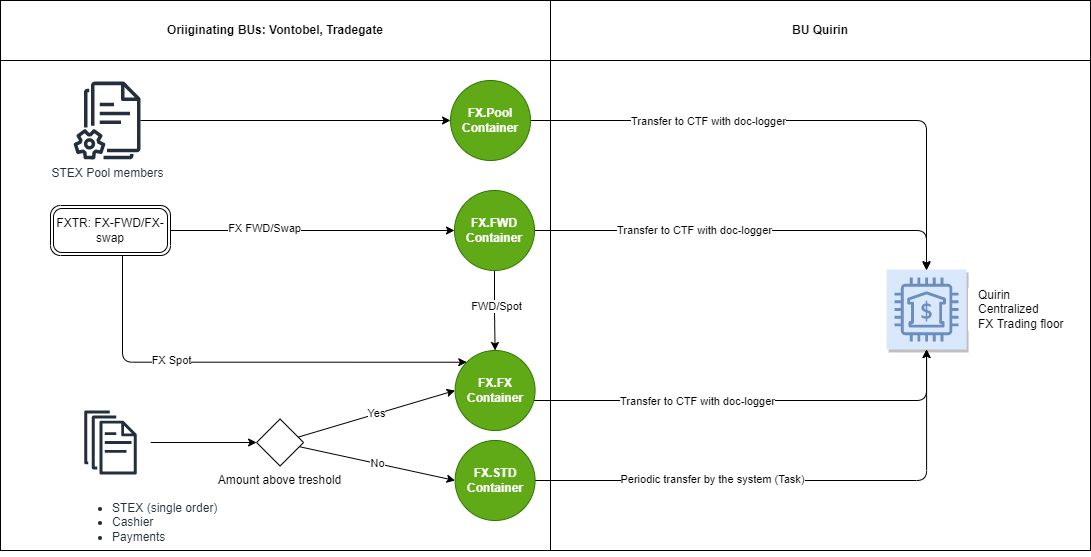 Oriiginating BUs: Vontobel, Tradegate
BU Quirin
FX.Pool
Container
Transfer to CTF with doc-logger
STEX Pool members
FXTR: FX-FWD/FX-
swap
FX FWD/Swap
FX.FWD
Container
Transfer to CTF with doc-logger
Quirin
Centralized
FX Trading floor
FWD/Spot
FX Spot
FX.FX
Container
Transfer to CTF with doc-logger
Yes
No
Amount above treshold
FX.STD
Container
Periodic transfer by the system (Task)
• STEX (single order)
• Cashier
• Payments
$